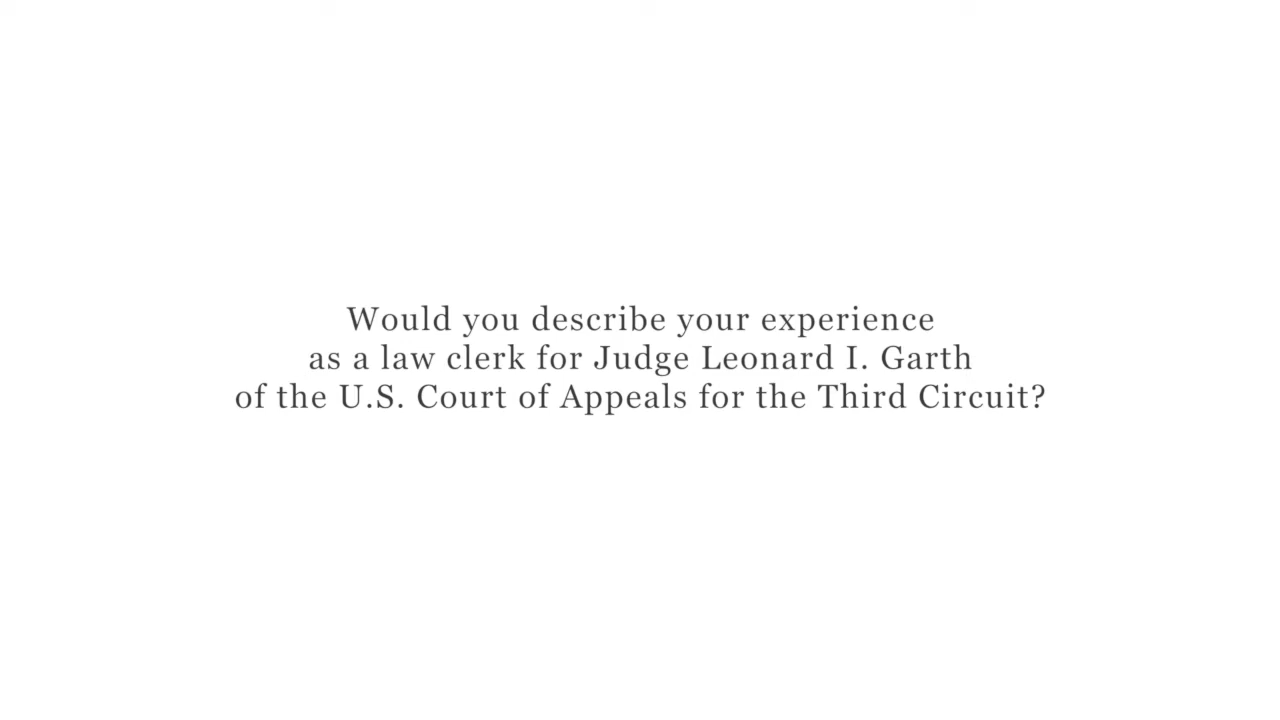 Would you describe your experience
as a law clerk for Judge Leonard I. Garth
of the U.S. Court of Appeals for the Third Circuit?